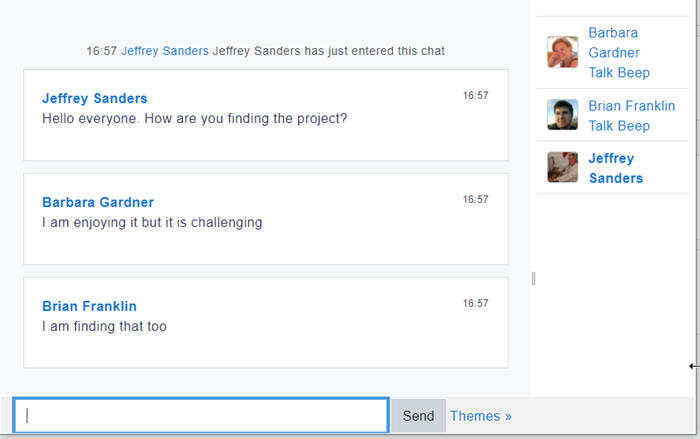 16:57 Jeffrey Sanders Jeffrey Sanders has just entered this chat
Jeffrey Sanders 16:57
Hello everyone. How are you finding the project?
Barbara Gardner 16:57
I am enjoying it but it is challenging
Brian Franklin 16:57
I am finding that too
Send Themes »
Barbara
Gardner
Talk Beep
Brian Franklin
Talk Beep
Jeffrey
Sanders